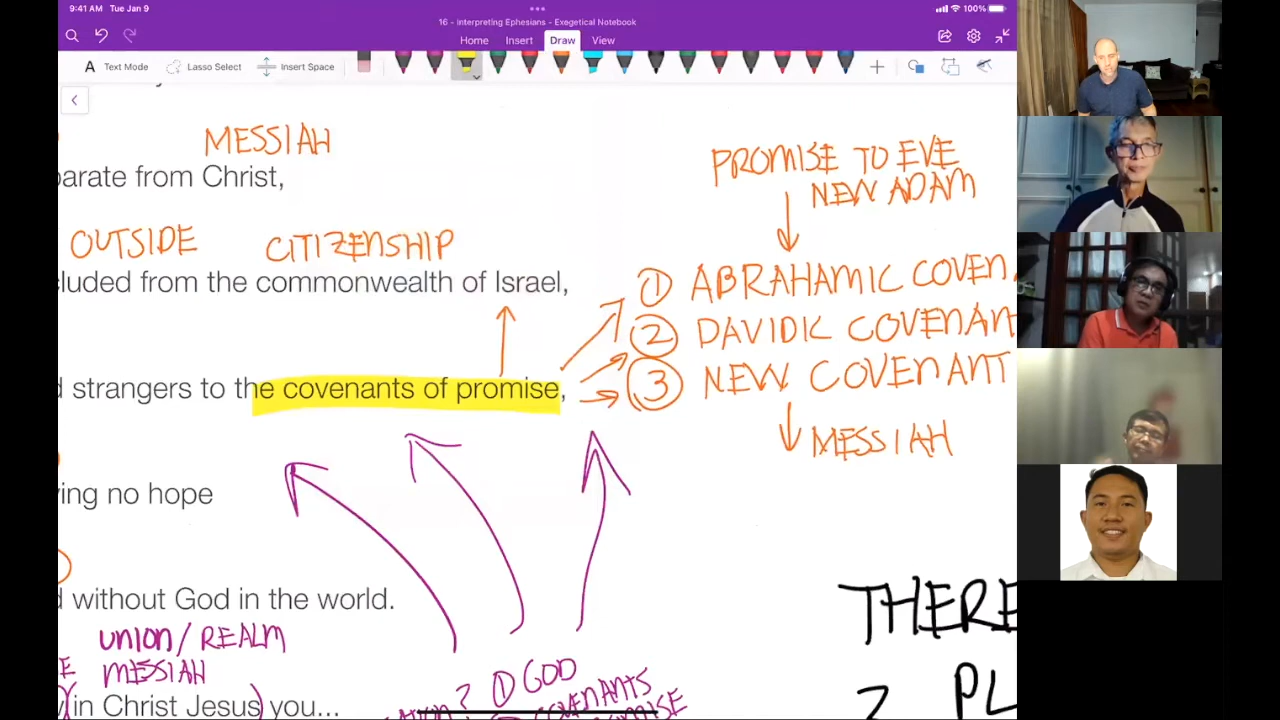 9:41 AM Tue Jan 9
100%
16 - Interpreting Ephesians - Exegetical Notebook
Home Insert Draw View
A Text Mode Lasso Select Insert Space
MESSIAH
parate from Christ,
PROMISE TO EVE
NEW ADAM
OUTSIDE CITIZENSHIP
cluded from the commonwealth of Israel,
① ABRAHAMIC COVEN
② DAVIDIC COVENAN
③ NEW COVENANT
d strangers to the covenants of promise,
MESSIAH
ving no hope
d without God in the world.
THERE
union/ REALM
MESSIAH
① GOD
COVENANTS
in Christ Jesus) you...
2 PL